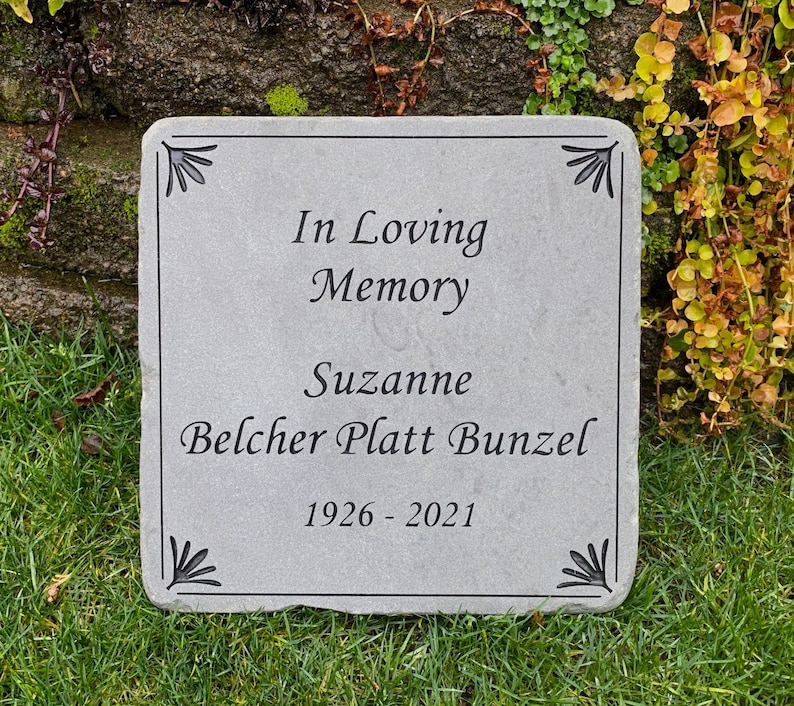 In Loving
Memory
Suzanne
Belcher Platt Bunzel
1926 - 2021